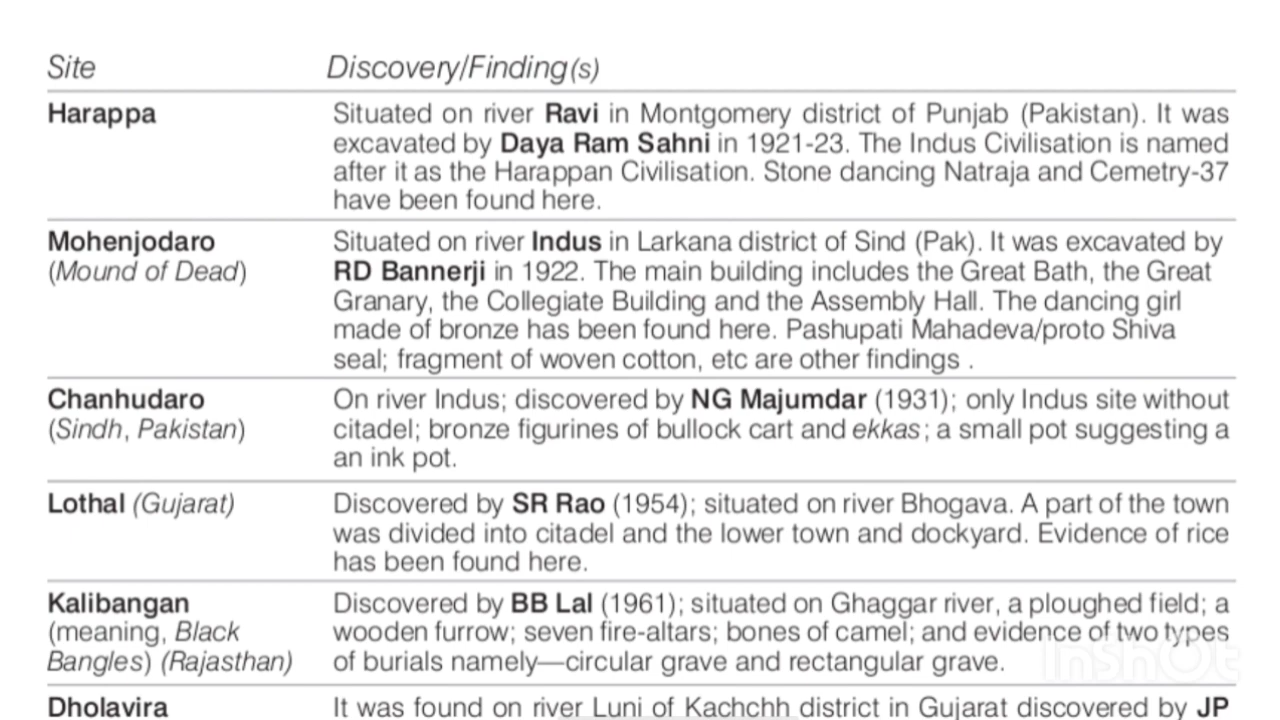 Site Discovery/Finding(s)
Harappa Situated on river Ravi in Montgomery district of Punjab (Pakistan). It was
excavated by Daya Ram Sahni in 1921-23. The Indus Civilisation is named
after it as the Harappan Civilisation. Stone dancing Natraja and Cemetry-37
have been found here.
Mohenjodaro Situated on river Indus in Larkana district of Sind (Pak). It was excavated by
(Mound of Dead) RD Bannerji in 1922. The main building includes the Great Bath, the Great
Granary, the Collegiate Building and the Assembly Hall. The dancing girl
made of bronze has been found here. Pashupati Mahadeva/proto Shiva
seal; fragment of woven cotton, etc are other findings .
Chanhudaro On river Indus; discovered by NG Majumdar (1931); only Indus site without
(Sindh, Pakistan) citadel; bronze figurines of bullock cart and ekkas; a small pot suggesting a
an ink pot.
Lothal (Gujarat) Discovered by SR Rao (1954); situated on river Bhogava. A part of the town
was divided into citadel and the lower town and dockyard. Evidence of rice
has been found here.
Kalibangan Discovered by BB Lal (1961); situated on Ghaggar river, a ploughed field; a
(meaning, Black wooden furrow; seven fire-altars; bones of camel; and evidence of two types
Bangles) (Rajasthan) of burials namely—circular grave and rectangular grave.
InShOt
Dholavira It was found on river Luni of Kachchh district in Gujarat discovered by JP